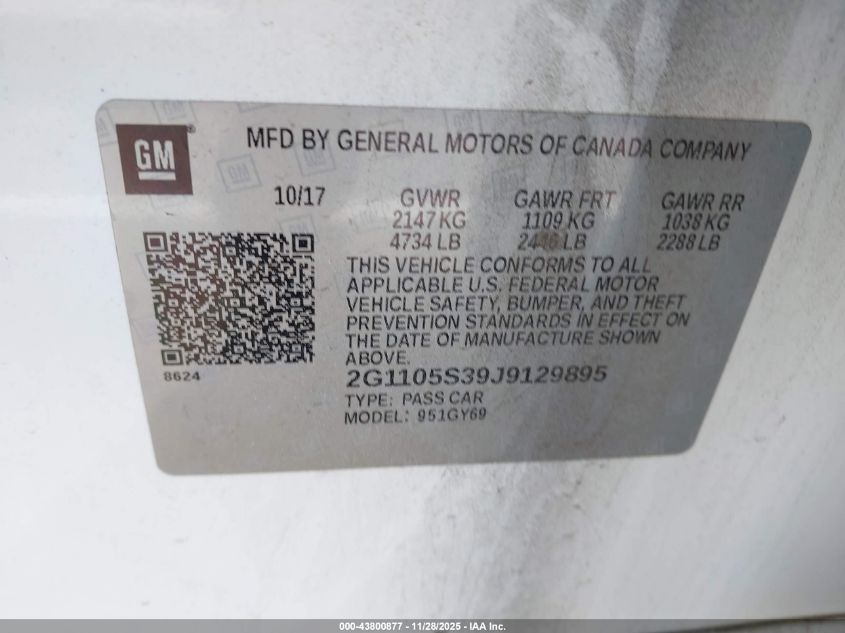 GM
MFD BY GENERAL MOTORS OF CANADA COMPANY
10/17 GVWR GAWR FRT GAWR RR
2147 KG 1109 KG 1038 KG
4734 LB 2446 LB 2288 LB
THIS VEHICLE CONFORMS TO ALL
APPLICABLE U.S. FEDERAL MOTOR
VEHICLE SAFETY, BUMPER, AND THEFT
PREVENTION STANDARDS IN EFFECT ON
THE DATE OF MANUFACTURE SHOWN
ABOVE.
8624
2G1105S39J9129895
TYPE: PASS CAR
MODEL: 951GY69
000-43800877 - 11/28/2025 - IAA Inc.